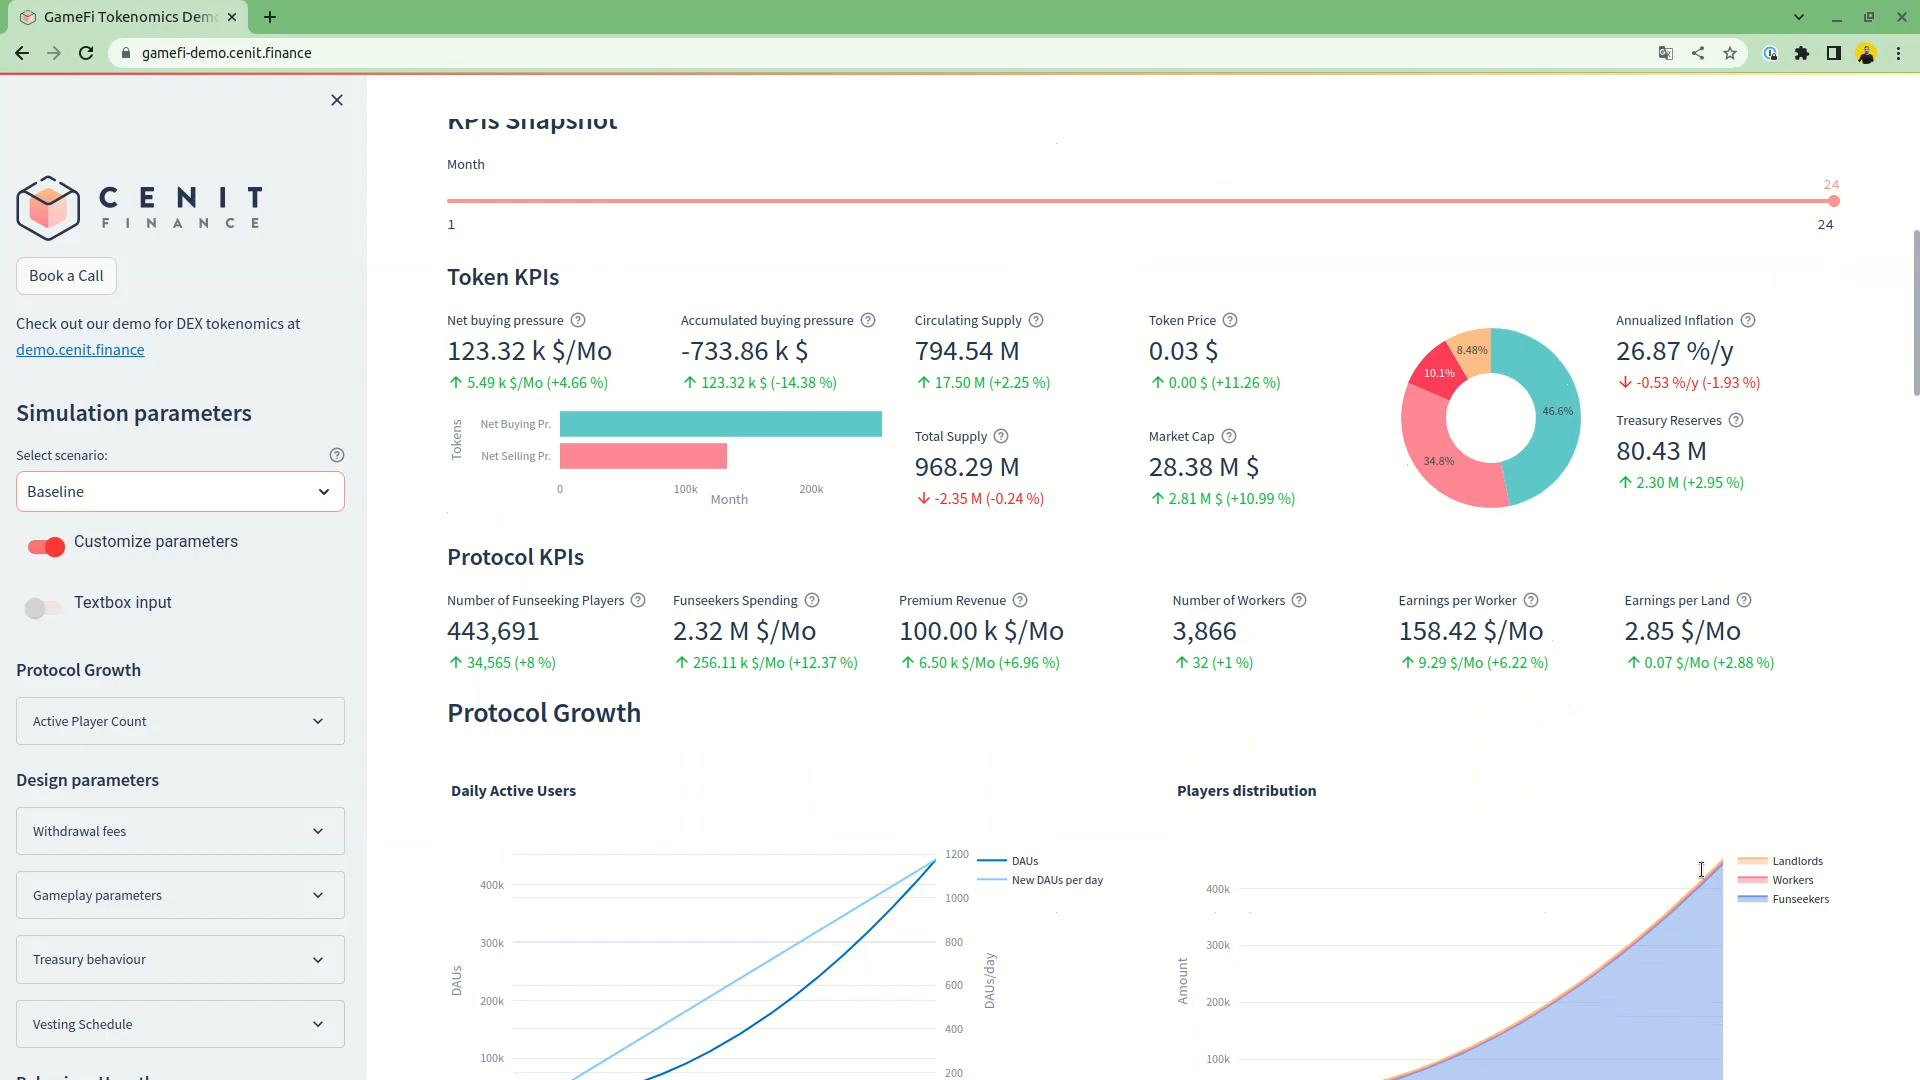 GameFi Tokenomics Demo
gamefi-demo.cenit.finance
CENIT
FINANCE
Book a Call
Check out our demo for DEX tokenomics at
demo.cenit.finance
Simulation parameters
Select scenario:
Baseline
Customize parameters
Textbox input
Protocol Growth
Active Player Count
Design parameters
Withdrawal fees
Gameplay parameters
Treasury behaviour
Vesting Schedule
KPIs Snapshot
Month
24
1
24
Token KPIs
Net buying pressure
123.32 k $/Mo
5.49 k $/Mo (+4.66 %)
Accumulated buying pressure
-733.86 k $
123.32 k $ (-14.38 %)
Circulating Supply
794.54 M
17.50 M (+2.25 %)
Token Price
0.03 $
0.00 $ (+11.26 %)
Tokens
Net Buying Pr.
Net Selling Pr.
0
100k
200k
Month
Total Supply
968.29 M
-2.35 M (-0.24 %)
Market Cap
28.38 M $
2.81 M $ (+10.99 %)
8.48%
10.1%
46.6%
34.8%
Annualized Inflation
26.87 %/y
-0.53 %/y (-1.93 %)
Treasury Reserves
80.43 M
2.30 M (+2.95 %)
Protocol KPIs
Number of Funseeking Players
443,691
34,565 (+8 %)
Funseekers Spending
2.32 M $/Mo
256.11 k $/Mo (+12.37 %)
Premium Revenue
100.00 k $/Mo
6.50 k $/Mo (+6.96 %)
Number of Workers
3,866
32 (+1 %)
Earnings per Worker
158.42 $/Mo
9.29 $/Mo (+6.22 %)
Earnings per Land
2.85 $/Mo
0.07 $/Mo (+2.88 %)
Protocol Growth
Daily Active Users
400k
300k
200k
100k
DAUs
1200
1000
800
600
400
200
DAUs/day
DAUs
New DAUs per day
Players distribution
400k
300k
200k
100k
Amount
Landlords
Workers
Funseekers